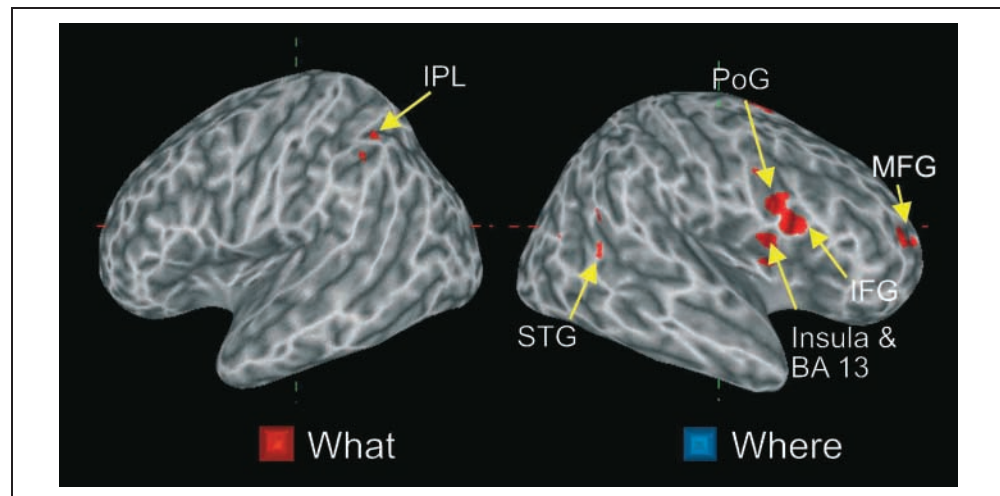 IPL
PoG
MFG
STG
IFG
Insula &
BA 13
What
Where